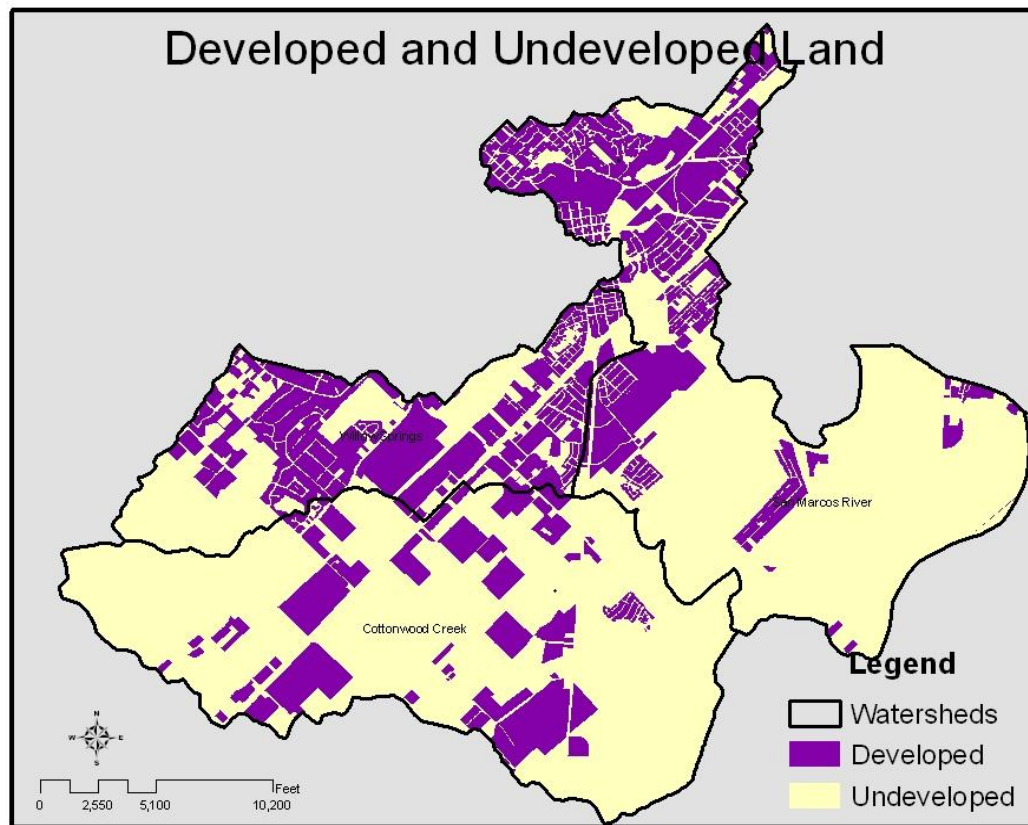 Developed and Undeveloped Land
Willow Springs
San Marcos River
Cottonwood Creek
Legend
Watersheds
Developed
Undeveloped
N
W E
S
Feet
0 2,550 5,100 10,200